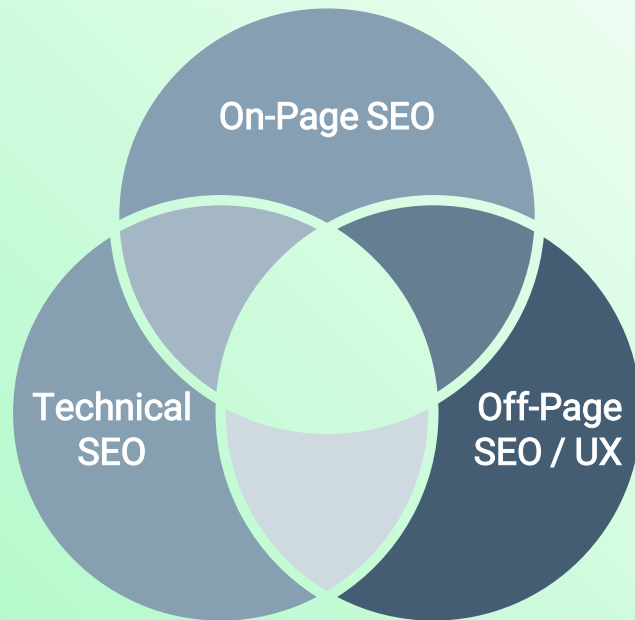 On-Page SEO
Technical
SEO
Off-Page
SEO / UX